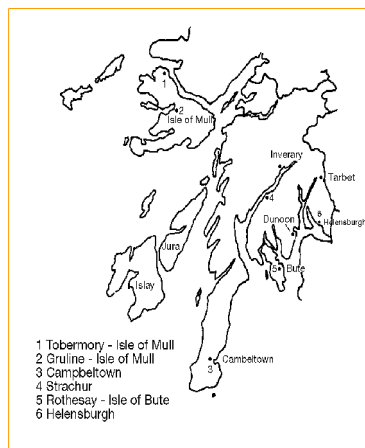 1
2
Isle of Mull
Inverary
Tarbet
4
6
Dunoon
Helensburgh
Jura
5
Bute
Islay
Cambeltown
3
1 Tobermory - Isle of Mull
2 Gruline - Isle of Mull
3 Campbeltown
4 Strachur
5 Rothesay - Isle of Bute
6 Helensburgh